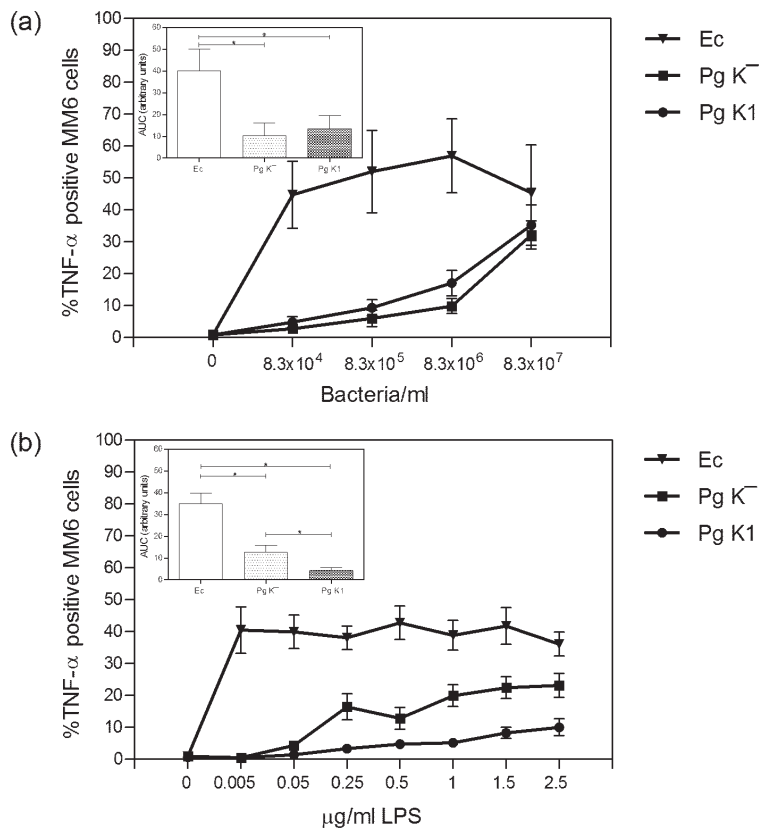 (a)
%TNF-α positive MM6 cells
100
90
80
70
60
50
40
30
20
10
0
AUC (arbitrary units)
60
50
40
30
20
10
0
*
*
Ec
Pg K⁻
Pg K1
0
8.3x10⁴
8.3x10⁵
8.3x10⁶
8.3x10⁷
Bacteria/ml
Ec
Pg K⁻
Pg K1
(b)
%TNF-α positive MM6 cells
100
90
80
70
60
50
40
30
20
10
0
AUC (arbitrary units)
60
50
40
30
20
10
0
*
*
*
Ec
Pg K⁻
Pg K1
0
0.005
0.05
0.25
0.5
1
1.5
2.5
µg/ml LPS
Ec
Pg K⁻
Pg K1